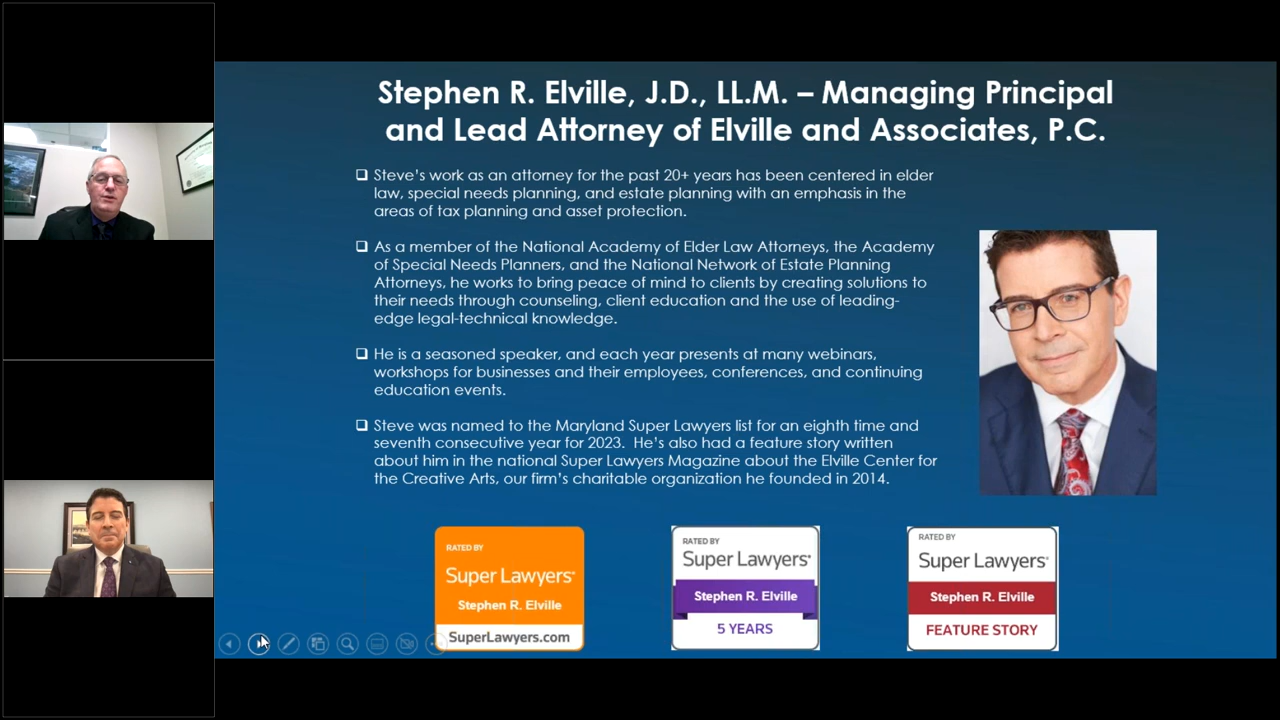 Stephen R. Elville, J.D., LL.M. – Managing Principal
and Lead Attorney of Elville and Associates, P.C.
Steve's work as an attorney for the past 20+ years has been centered in elder
law, special needs planning, and estate planning with an emphasis in the
areas of tax planning and asset protection.
As a member of the National Academy of Elder Law Attorneys, the Academy
of Special Needs Planners, and the National Network of Estate Planning
Attorneys, he works to bring peace of mind to clients by creating solutions to
their needs through counseling, client education and the use of leading-
edge legal-technical knowledge.
He is a seasoned speaker, and each year presents at many webinars,
workshops for businesses and their employees, conferences, and continuing
education events.
Steve was named to the Maryland Super Lawyers list for an eighth time and
seventh consecutive year for 2023.  He's also had a feature story written
about him in the national Super Lawyers Magazine about the Elville Center for
the Creative Arts, our firm's charitable organization he founded in 2014.
RATED BY
Super Lawyers
Stephen R. Elville
SuperLawyers.com
RATED BY
Super Lawyers
Stephen R. Elville
5 YEARS
RATED BY
Super Lawyers
Stephen R. Elville
FEATURE STORY